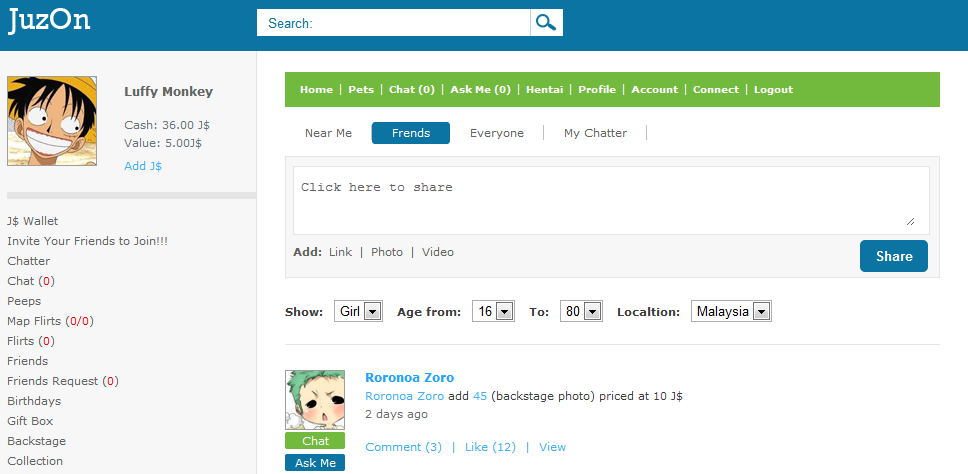 JuzOn
Search:
Luffy Monkey
Cash: 36.00 J$
Value: 5.00J$
Add J$
J$ Wallet
Invite Your Friends to Join!!!
Chatter
Chat (0)
Peeps
Map Flirts (0/0)
Flirts (0)
Friends
Friends Request (0)
Birthdays
Gift Box
Backstage
Collection
Home | Pets | Chat (0) | Ask Me (0) | Hentai | Profile | Account | Connect | Logout
Near Me Frends Everyone | My Chatter |
Click here to share
Add: Link | Photo | Video
Share
Show: Girl Age from: 16 To: 80 Localtion: Malaysia
Roronoa Zoro
Roronoa Zoro add 45 (backstage photo) priced at 10 J$
2 days ago
Chat
Comment (3) | Like (12) | View
Ask Me